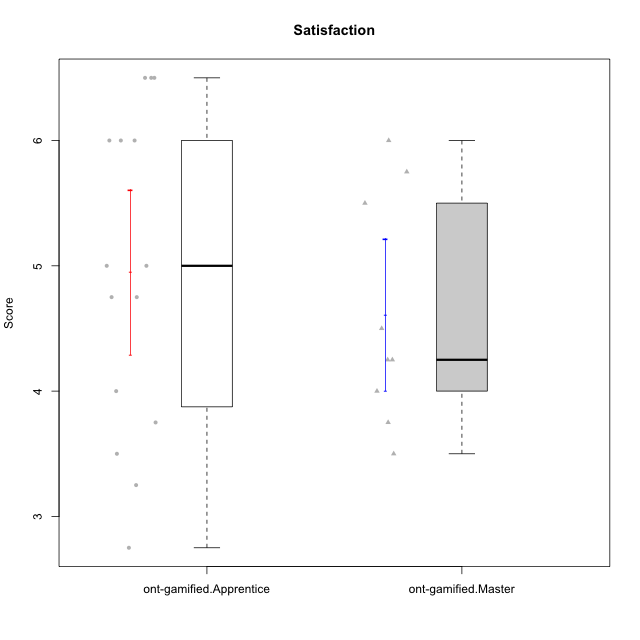 Satisfaction
Score
6
5
4
3
ont-gamified.Apprentice
ont-gamified.Master